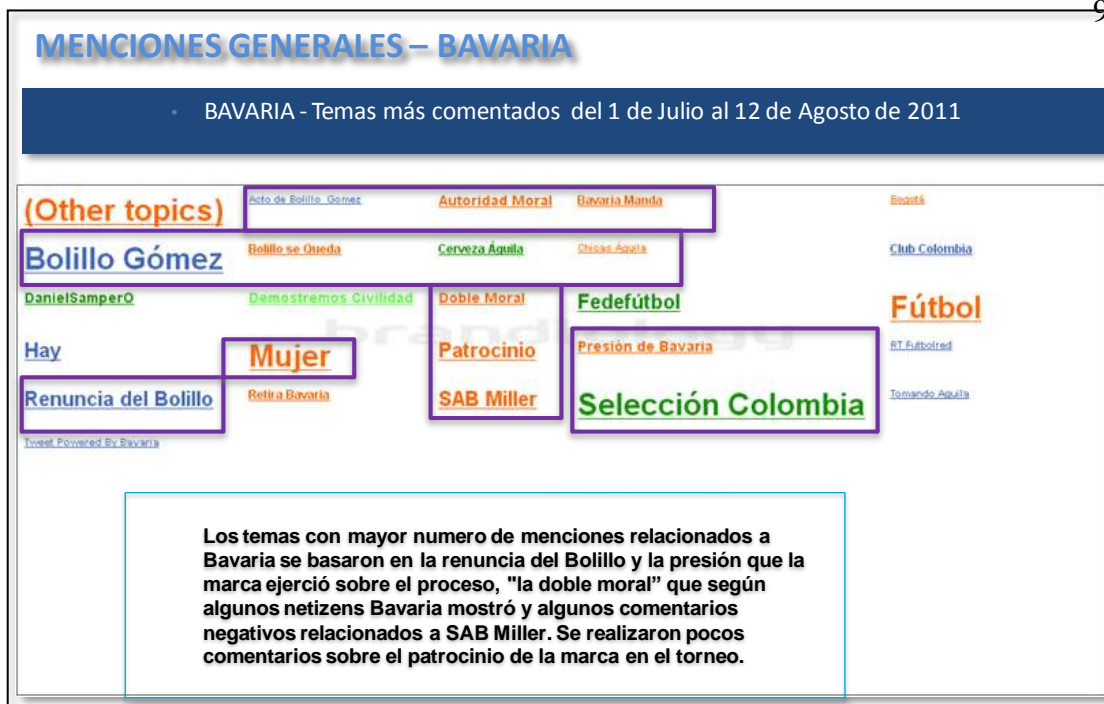 9
MENCIONES GENERALES – BAVARIA
• BAVARIA - Temas más comentados del 1 de Julio al 12 de Agosto de 2011
(Other topics) Acto de Bolillo Gomez Autoridad Moral Bavaria Manda Bogotá
Bolillo Gómez Bolillo se Queda Cerveza Águila Chicas Águila Club Colombia
DanielSamperO Demostremos Civilidad Doble Moral Fedefútbol Fútbol
Hay Mujer Patrocinio Presión de Bavaria RT Futbolred
Renuncia del Bolillo Retira Bavaria SAB Miller Selección Colombia Tomando Aguila
Tweet Powered By Bavaria
Los temas con mayor numero de menciones relacionados a
Bavaria se basaron en la renuncia del Bolillo y la presión que la
marca ejerció sobre el proceso, "la doble moral” que según
algunos netizens Bavaria mostró y algunos comentarios
negativos relacionados a SAB Miller. Se realizaron pocos
comentarios sobre el patrocinio de la marca en el torneo.